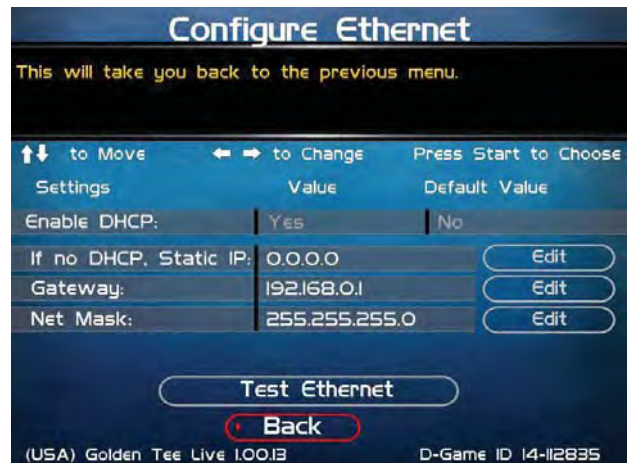 Configure Ethernet
This will take you back to the previous menu.
to Move to Change Press Start to Choose
Settings Value Default Value
Enable DHCP: Yes No
If no DHCP, Static IP: 0.0.0.0 Edit
Gateway: 192.168.0.1 Edit
Net Mask: 255.255.255.0 Edit
Test Ethernet
Back
(USA) Golden Tee Live 1.00.13 D-Game ID 14-112835